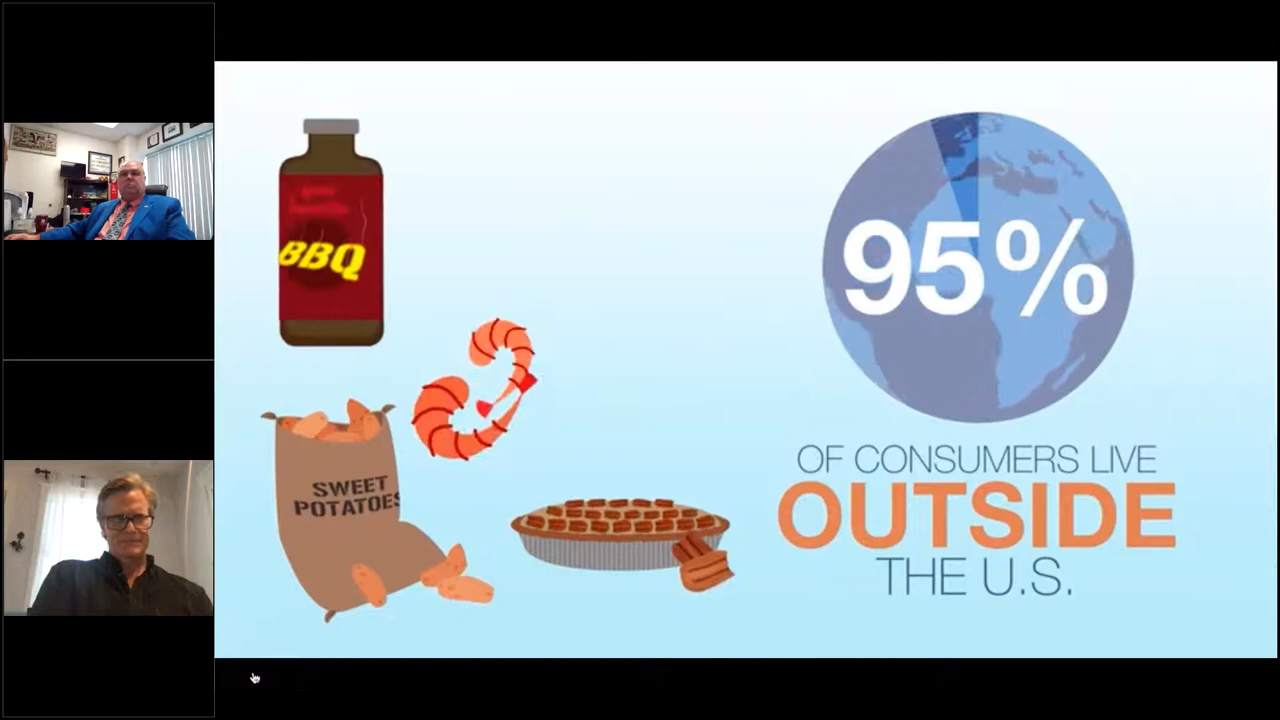 BBQ
SWEET
POTATOES
95%
OF CONSUMERS LIVE
OUTSIDE
THE U.S.